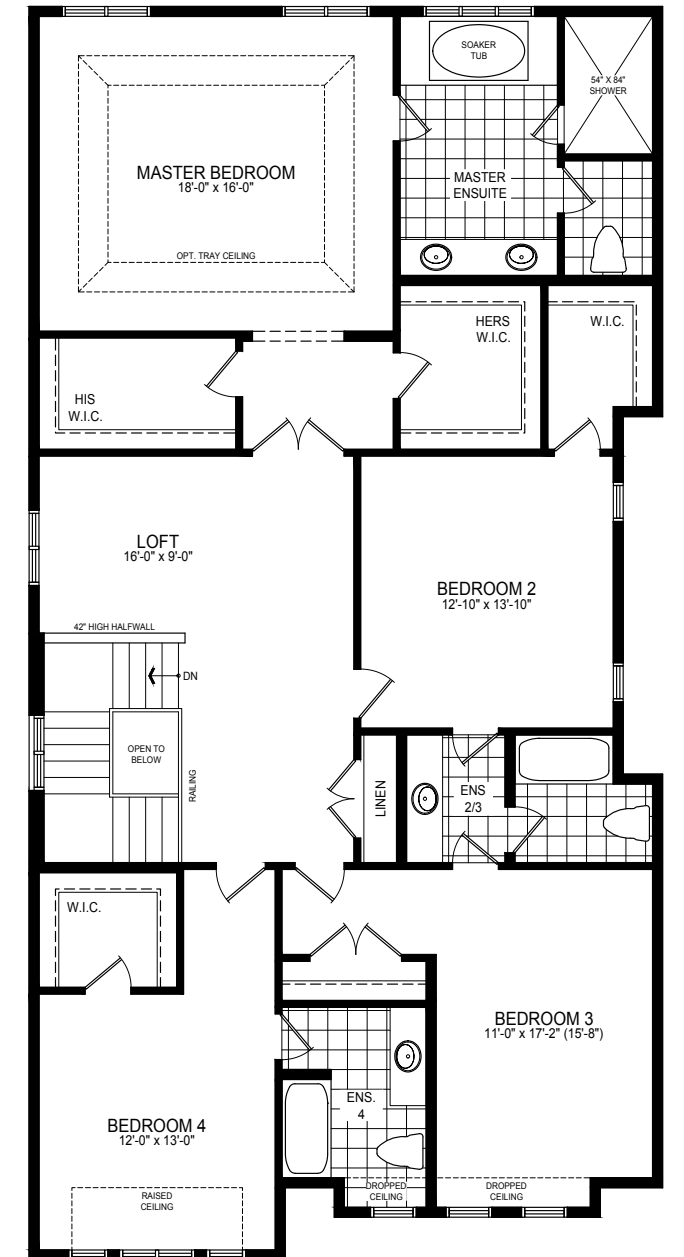 SOAKER
TUB
54" X 84"
SHOWER
MASTER BEDROOM
18'-0" x 16'-0"
MASTER
ENSUITE
OPT. TRAY CEILING
HERS
W.I.C.
W.I.C.
HIS
W.I.C.
LOFT
16'-0" x 9'-0"
BEDROOM 2
12'-10" x 13'-10"
42" HIGH HALFWALL
DN
OPEN TO
BELOW
RAILING
LINEN
ENS
2/3
W.I.C.
BEDROOM 3
11'-0" x 17'-2" (15'-8")
ENS.
4
BEDROOM 4
12'-0" x 13'-0"
RAISED
CEILING
DROPPED
CEILING
DROPPED
CEILING